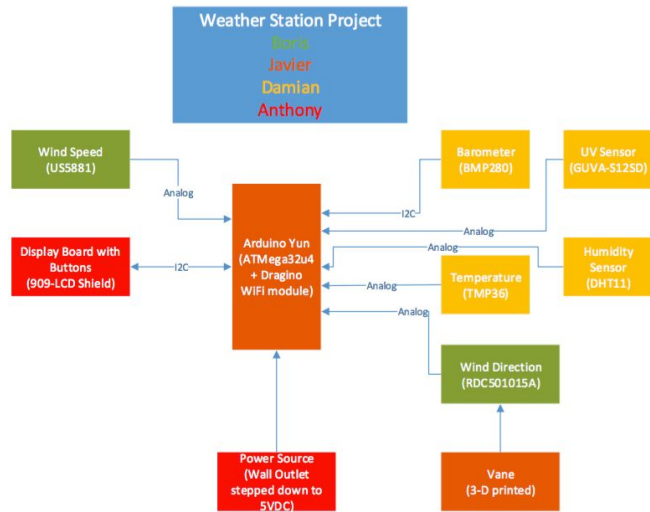 Weather Station Project
Boris
Javier
Damian
Anthony
Wind Speed
(US5881)
Analog
Barometer
(BMP280)
I2C
UV Sensor
(GUVA-S12SD)
Analog
Display Board with
Buttons
(909-LCD Shield)
I2C
Arduino Yun
(ATMega32u4
+ Dragino
WiFi module)
Analog
Humidity
Sensor
(DHT11)
Temperature
(TMP36)
Analog
Analog
Wind Direction
(RDC501015A)
Power Source
(Wall Outlet
stepped down to
5VDC)
Vane
(3-D printed)